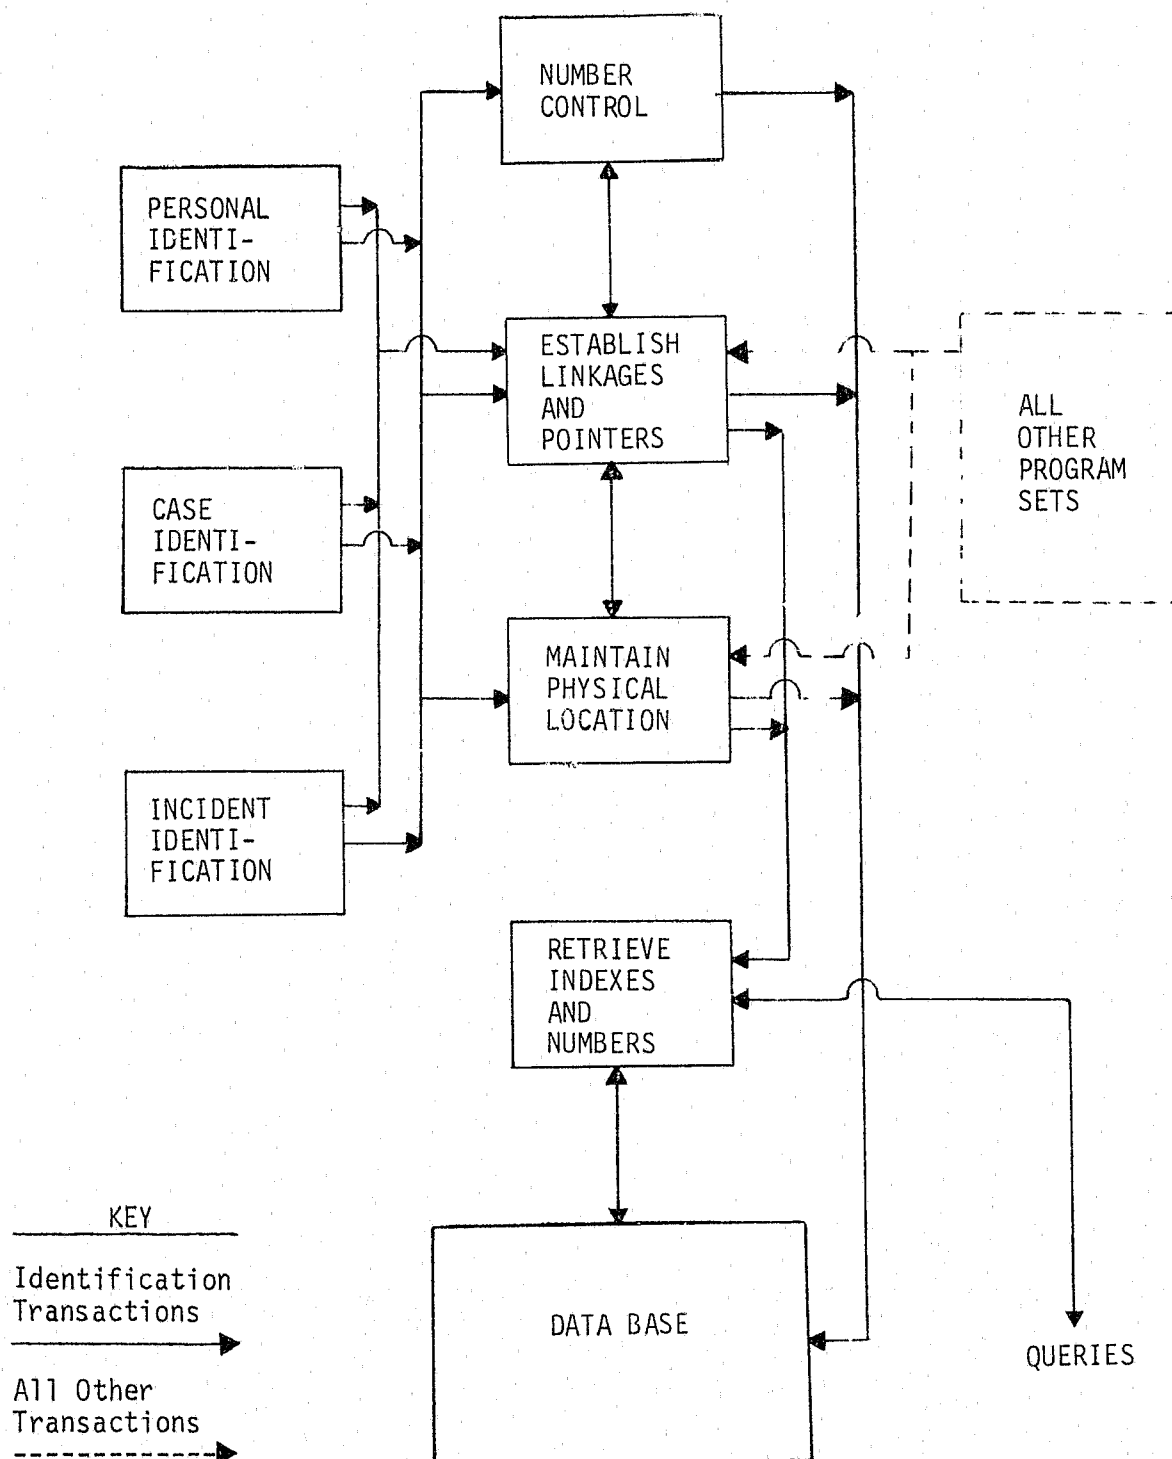 NUMBER
CONTROL
PERSONAL
IDENTI-
FICATION
ESTABLISH
LINKAGES
AND
POINTERS
ALL
OTHER
PROGRAM
SETS
CASE
IDENTI-
FICATION
MAINTAIN
PHYSICAL
LOCATION
INCIDENT
IDENTI-
FICATION
RETRIEVE
INDEXES
AND
NUMBERS
KEY
Identification
Transactions
All Other
Transactions
DATA BASE
QUERIES